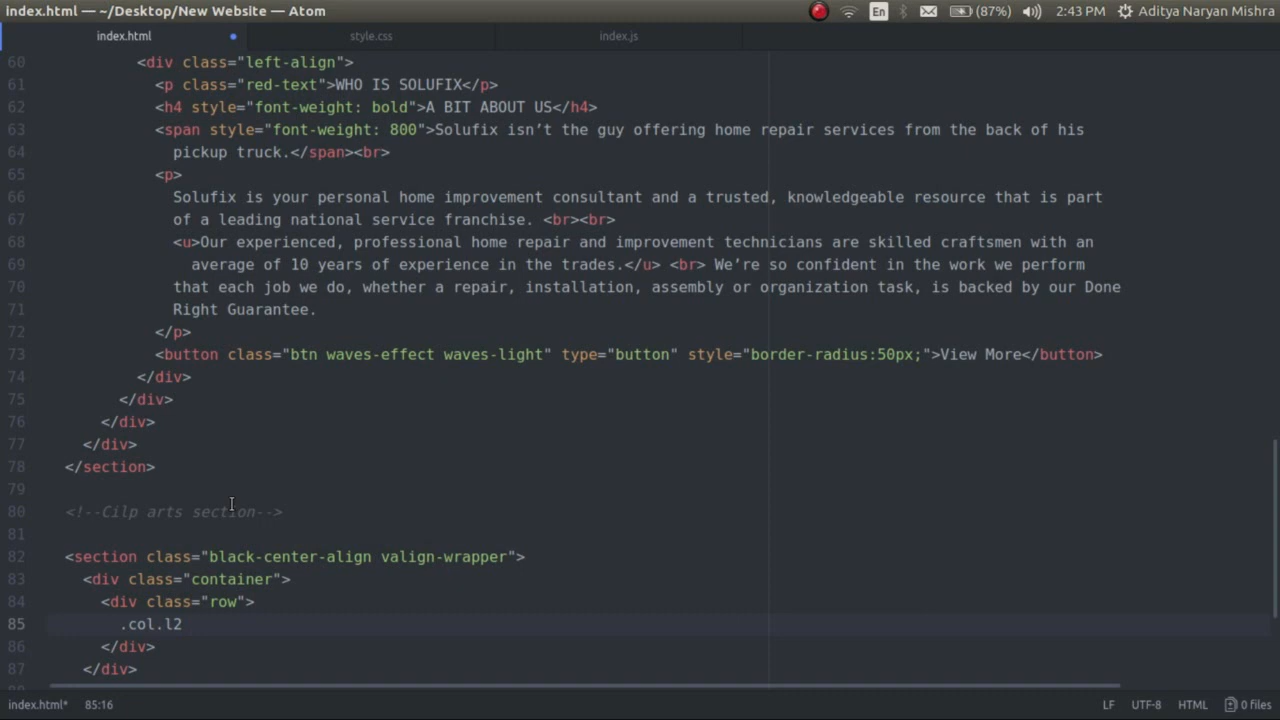 index.html — ~/Desktop/New Website — Atom
En
(87%)
2:43 PM
Aditya Naryan Mishra
index.html
style.css
index.js
60 <div class="left-align">
61 <p class="red-text">WHO IS SOLUFIX</p>
62 <h4 style="font-weight: bold">A BIT ABOUT US</h4>
63 <span style="font-weight: 800">Solufix isn’t the guy offering home repair services from the back of his
64 pickup truck.</span><br>
65 <p>
66 Solufix is your personal home improvement consultant and a trusted, knowledgeable resource that is part
67 of a leading national service franchise. <br><br>
68 <u>Our experienced, professional home repair and improvement technicians are skilled craftsmen with an
69 average of 10 years of experience in the trades.</u> <br> We’re so confident in the work we perform
70 that each job we do, whether a repair, installation, assembly or organization task, is backed by our Done
71 Right Guarantee.
72 </p>
73 <button class="btn waves-effect waves-light" type="button" style="border-radius:50px;">View More</button>
74 </div>
75 </div>
76 </div>
77 </div>
78 </section>
79
80 <!--Cilp arts section-->
81
82 <section class="black-center-align valign-wrapper">
83 <div class="container">
84 <div class="row">
85 .col.l2
86 </div>
87 </div>
index.html* 85:16
LF UTF-8 HTML 0 files